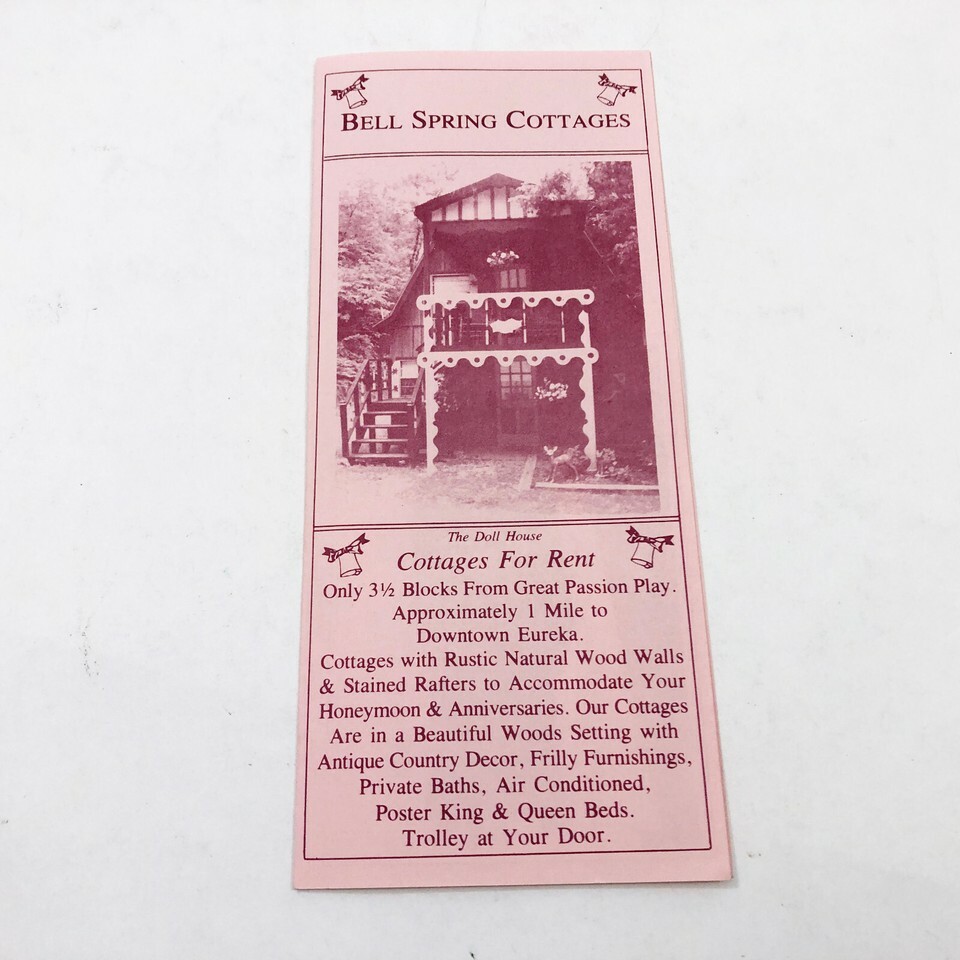 BELL SPRING COTTAGES
The Doll House
Cottages For Rent
Only 3½ Blocks From Great Passion Play.
Approximately 1 Mile to
Downtown Eureka.
Cottages with Rustic Natural Wood Walls
& Stained Rafters to Accommodate Your
Honeymoon & Anniversaries. Our Cottages
Are in a Beautiful Woods Setting with
Antique Country Decor, Frilly Furnishings,
Private Baths, Air Conditioned,
Poster King & Queen Beds.
Trolley at Your Door.